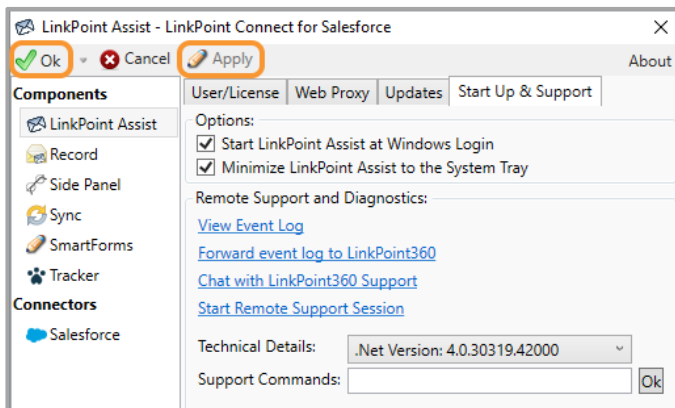 LinkPoint Assist - LinkPoint Connect for Salesforce
Ok Cancel Apply About
Components
LinkPoint Assist
Record
Side Panel
Sync
SmartForms
Tracker
Connectors
Salesforce
User/License Web Proxy Updates Start Up & Support
Options:
Start LinkPoint Assist at Windows Login
Minimize LinkPoint Assist to the System Tray
Remote Support and Diagnostics:
View Event Log
Forward event log to LinkPoint360
Chat with LinkPoint360 Support
Start Remote Support Session
Technical Details: .Net Version: 4.0.30319.42000
Support Commands: Ok